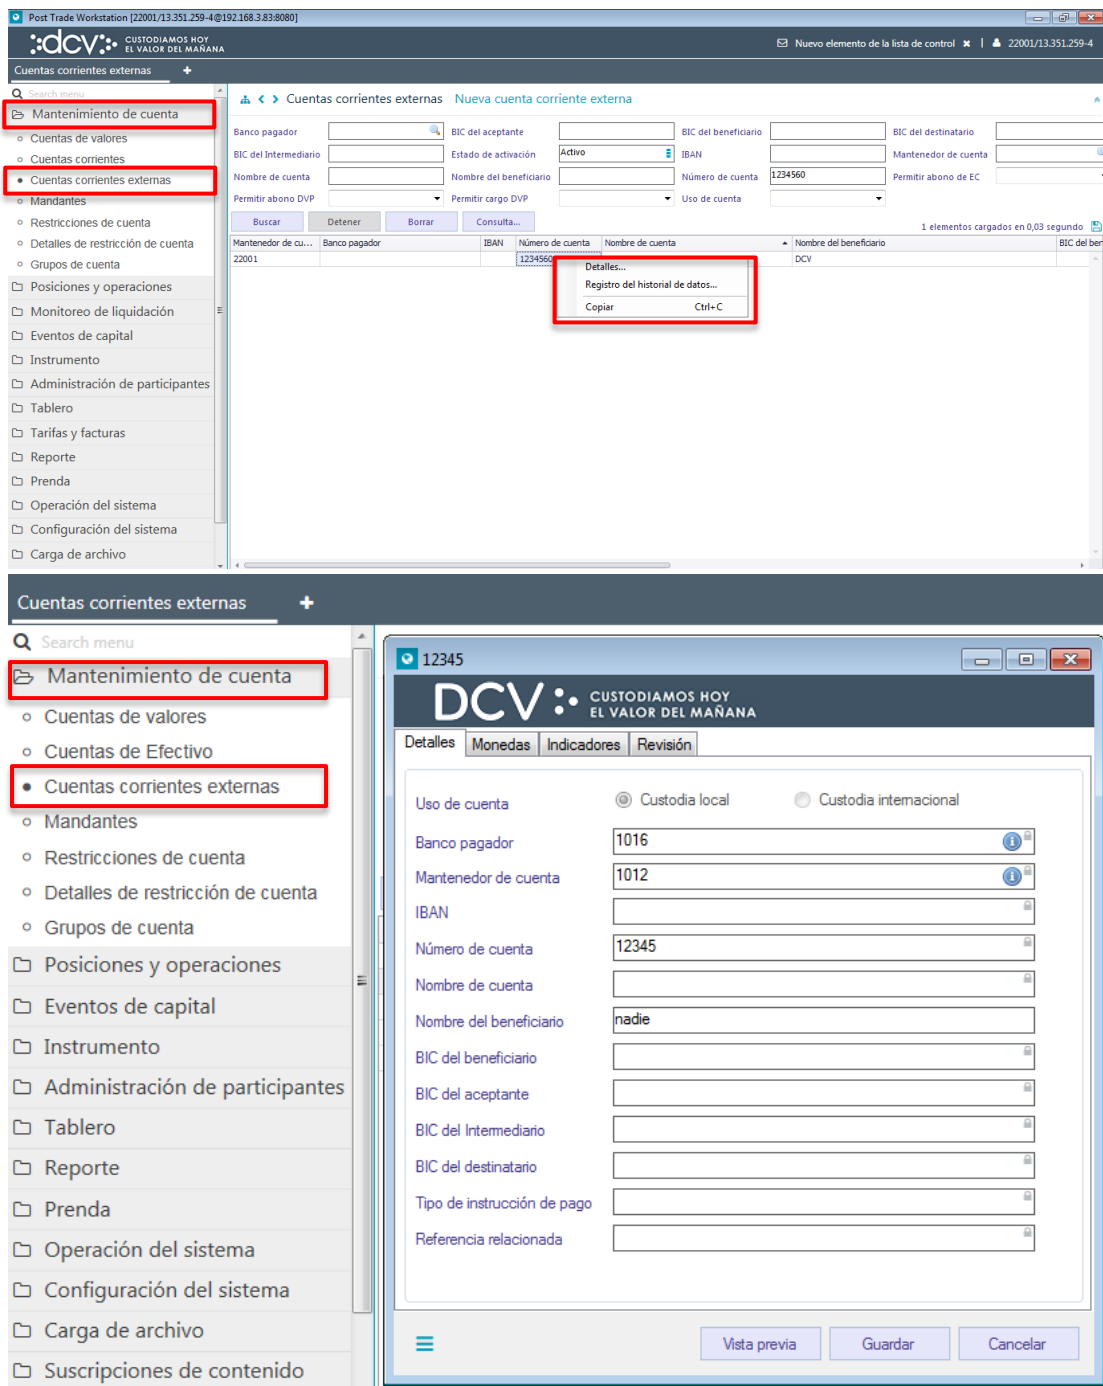 Post Trade Workstation [22001/13.351.259-4@192.168.3.83:8080]
dcv CUSTODIAMOS HOY
EL VALOR DEL MAÑANA
Nuevo elemento de la lista de control | 22001/13.351.259-4
Cuentas corrientes externas +
Search menu
Mantenimiento de cuenta
Cuentas de valores
Cuentas corrientes
Cuentas corrientes externas
Mandantes
Restricciones de cuenta
Detalles de restricción de cuenta
Grupos de cuenta
Posiciones y operaciones
Monitoreo de liquidación
Eventos de capital
Instrumento
Administración de participantes
Tablero
Tarifas y facturas
Reporte
Prenda
Operación del sistema
Configuración del sistema
Carga de archivo
Cuentas corrientes externas Nueva cuenta corriente externa
Banco pagador BIC del aceptante BIC del beneficiario BIC del destinatario
BIC del Intermediario Estado de activación Activo IBAN Mantenedor de cuenta
Nombre de cuenta Nombre del beneficiario Número de cuenta 1234560 Permitir abono de EC
Permitir abono DVP Permitir cargo DVP Uso de cuenta
Buscar Detener Borrar Consulta...
1 elementos cargados en 0,03 segundo
Mantenedor de cu... Banco pagador IBAN Número de cuenta Nombre de cuenta Nombre del beneficiario BIC del ben
22001 1234560 DCV
Detalles...
Registro del historial de datos...
Copiar Ctrl+C
Cuentas corrientes externas +
Search menu
Mantenimiento de cuenta
Cuentas de valores
Cuentas de Efectivo
Cuentas corrientes externas
Mandantes
Restricciones de cuenta
Detalles de restricción de cuenta
Grupos de cuenta
Posiciones y operaciones
Eventos de capital
Instrumento
Administración de participantes
Tablero
Reporte
Prenda
Operación del sistema
Configuración del sistema
Carga de archivo
Suscripciones de contenido
12345
DCV CUSTODIAMOS HOY
EL VALOR DEL MAÑANA
Detalles Monedas Indicadores Revisión
Uso de cuenta Custodia local Custodia internacional
Banco pagador 1016
Mantenedor de cuenta 1012
IBAN
Número de cuenta 12345
Nombre de cuenta
Nombre del beneficiario nadie
BIC del beneficiario
BIC del aceptante
BIC del Intermediario
BIC del destinatario
Tipo de instrucción de pago
Referencia relacionada
Vista previa Guardar Cancelar